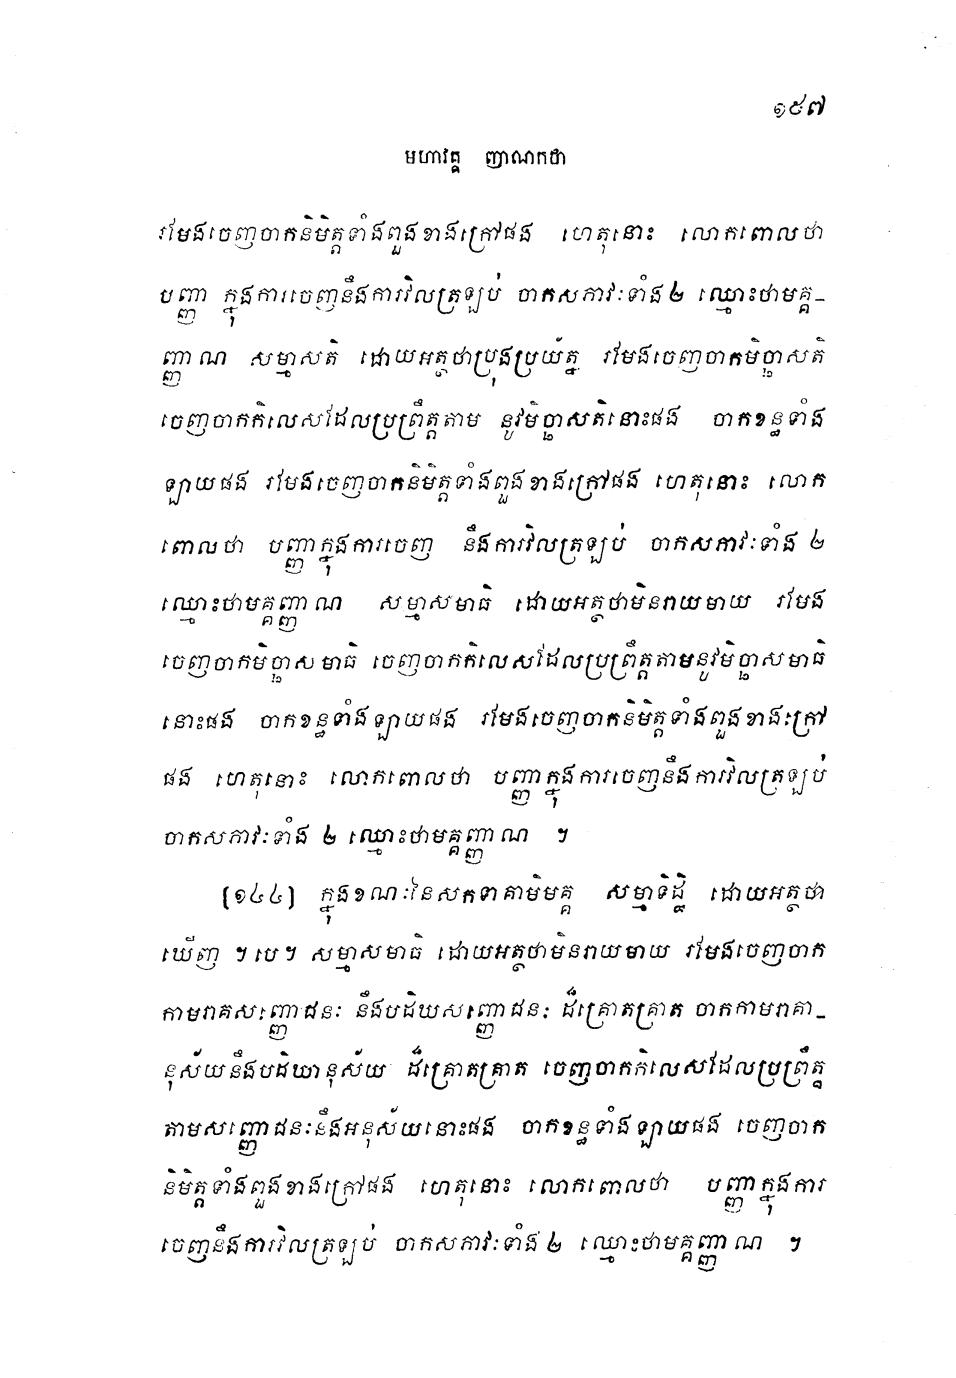 ១៩៧
មហាវគ្គ ញាណកថា
រមែងចេញចាកនិមិត្តទាំងពួងខាងក្រៅផង ហេតុនោះ លោកពោលថា
បញ្ញា ក្នុងការចេញនឹងការវិលត្រឡប់ ចាកសភាវៈទាំង ២ ឈ្មោះថាមគ្គ-
ញ្ញាណ សម្មាសតិ ដោយអត្ថថាប្រុងប្រយ័ត្ន រមែងចេញចាកមិច្ឆាសតិ
ចេញចាកកិលេសដែលប្រព្រឹត្តតាម នូវមិច្ឆាសតិនោះផង ចាកខន្ធទាំង
ឡាយផង រមែងចេញចាកនិមិត្តទាំងពួងខាងក្រៅផង ហេតុនោះ លោក
ពោលថា បញ្ញាក្នុងការចេញ នឹងការវិលត្រឡប់ ចាកសភាវៈទាំង ២
ឈ្មោះថាមគ្គញ្ញាណ សម្មាសមាធិ ដោយអត្ថថាមិនរាយមាយ រមែង
ចេញចាកមិច្ឆាសមាធិ ចេញចាកកិលេសដែលប្រព្រឹត្តតាមនូវមិច្ឆាសមាធិ
នោះផង ចាកខន្ធទាំងឡាយផង រមែងចេញចាកនិមិត្តទាំងពួងខាងក្រៅ
ផង ហេតុនោះ លោកពោលថា បញ្ញាក្នុងការចេញនឹងការវិលត្រឡប់
ចាកសភាវៈទាំង ២ ឈ្មោះថាមគ្គញ្ញាណ ។
(១៤៤) ក្នុងខណៈនៃសកទាគាមិមគ្គ សម្មាទិដ្ឋិ ដោយអត្ថថា
ឃើញ ។បេ។ សម្មាសមាធិ ដោយអត្ថថាមិនរាយមាយ រមែងចេញចាក
កាមរាគសញ្ញោជនៈ នឹងបដិឃសញ្ញោជនៈ ដ៏គ្រោតគ្រាត ចាកកាមរាគា-
នុស័យនឹងបដិឃានុស័យ ដ៏គ្រោតគ្រាត ចេញចាកកិលេសដែលប្រព្រឹត្ត
តាមសញ្ញោជនៈនឹងអនុស័យនោះផង ចាកខន្ធទាំងឡាយផង ចេញចាក
និមិត្តទាំងពួងខាងក្រៅផង ហេតុនោះ លោកពោលថា បញ្ញាក្នុងការ
ចេញនឹងការវិលត្រឡប់ ចាកសភាវៈទាំង ២ ឈ្មោះថាមគ្គញ្ញាណ ។